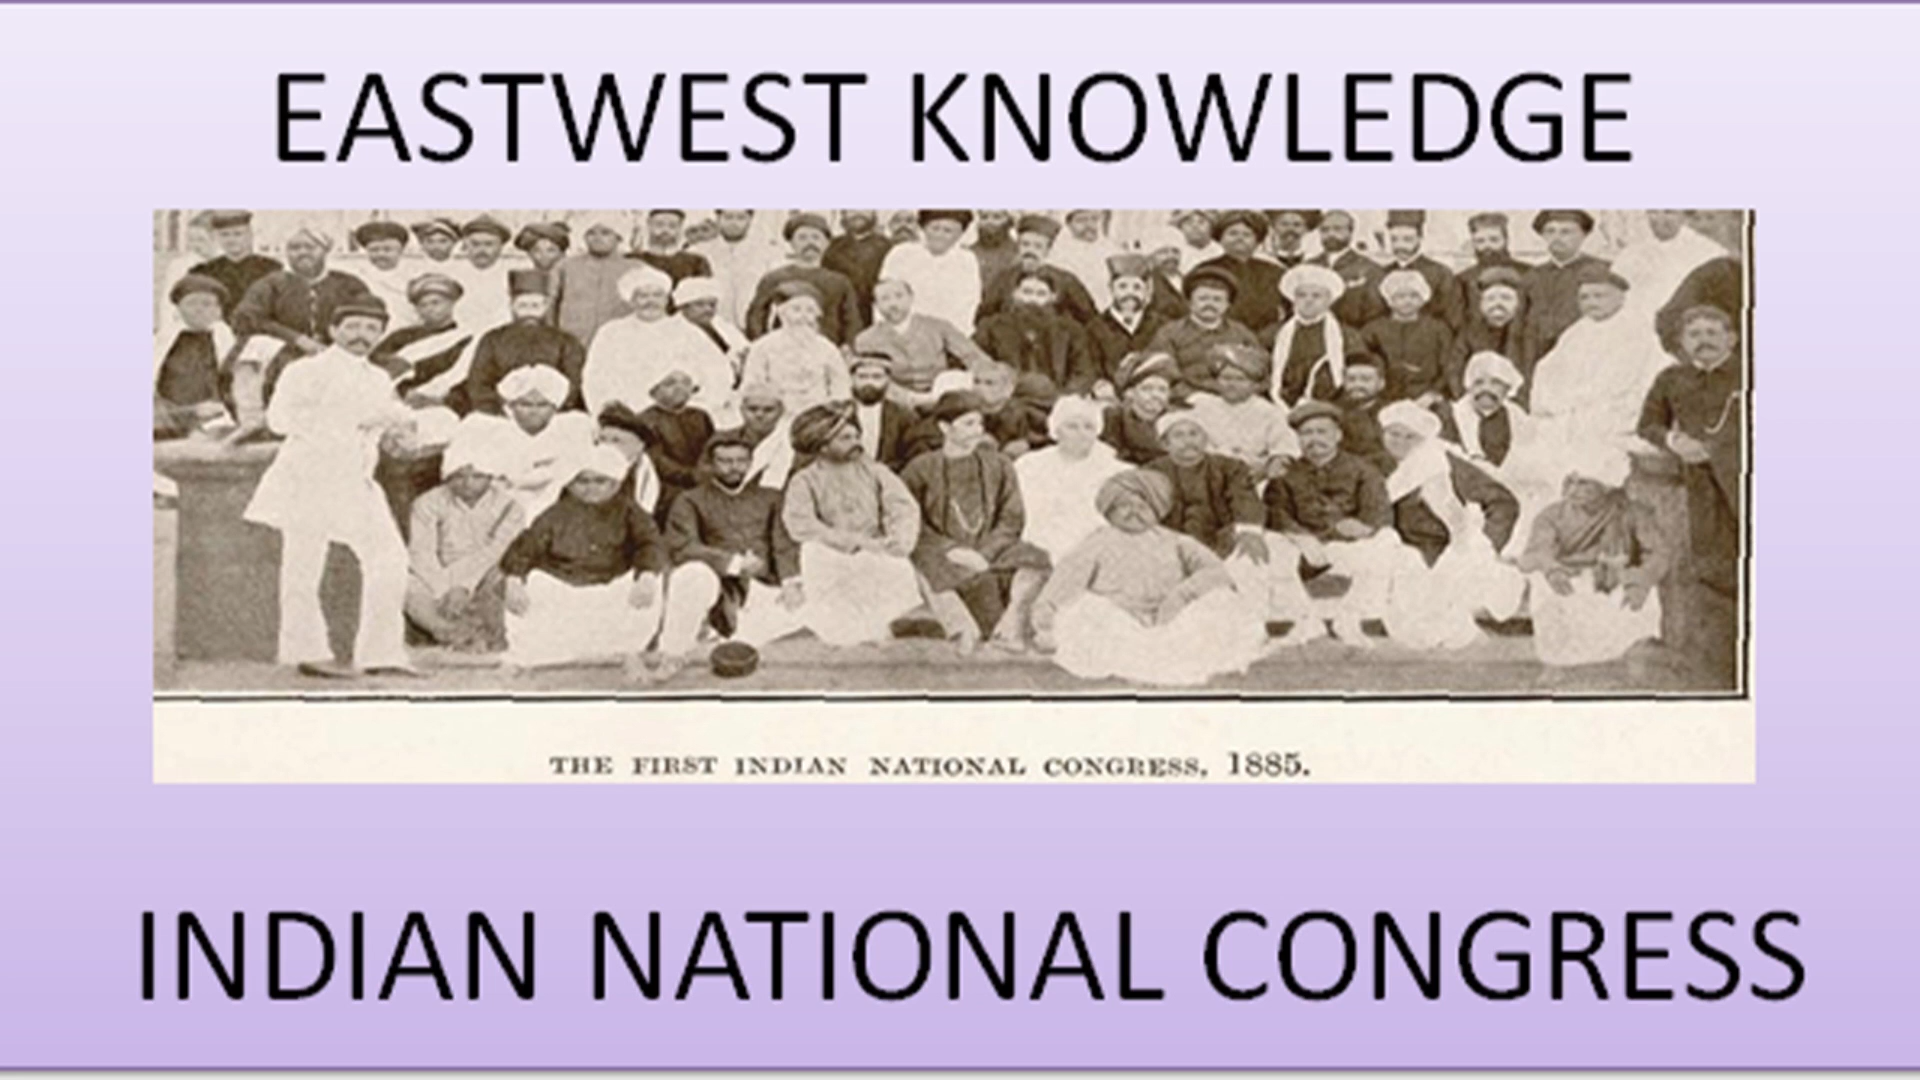 EASTWEST KNOWLEDGE
THE FIRST INDIAN NATIONAL CONGRESS, 1885.
INDIAN NATIONAL CONGRESS